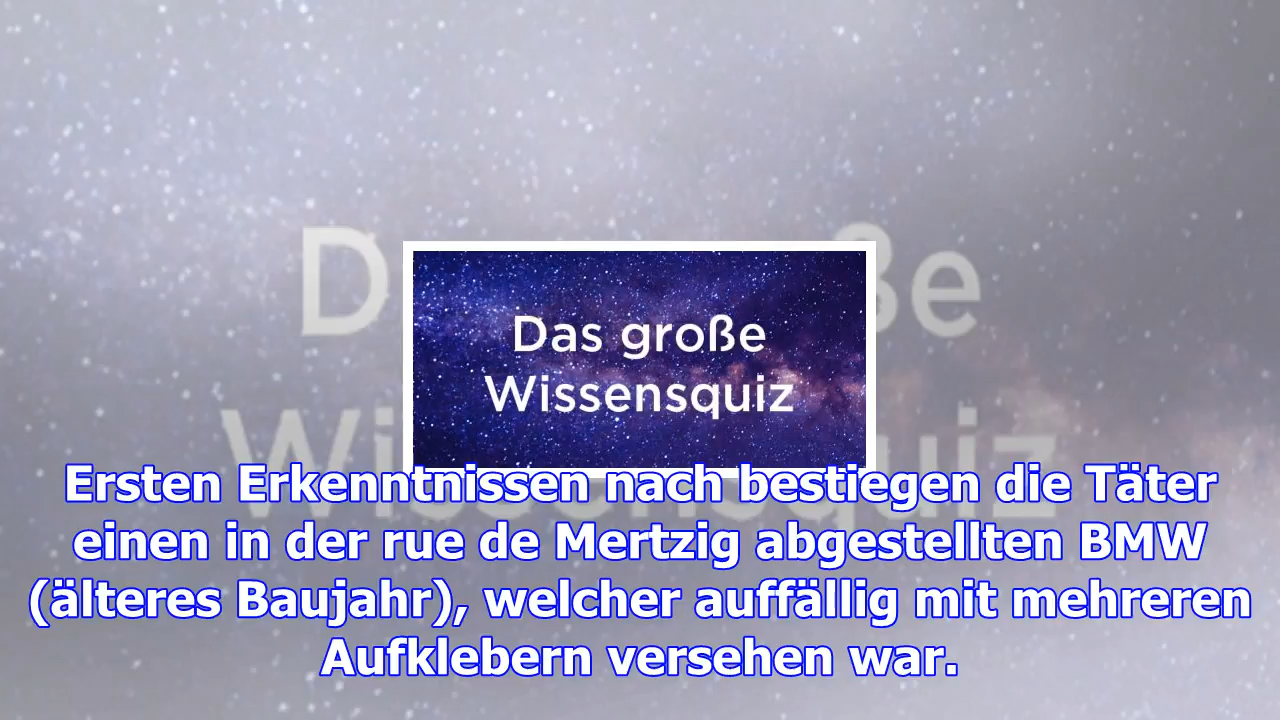 Das große
Wissensquiz
Ersten Erkenntnissen nach bestiegen die Täter
einen in der rue de Mertzig abgestellten BMW
(älteres Baujahr), welcher auffällig mit mehreren
Aufklebern versehen war.